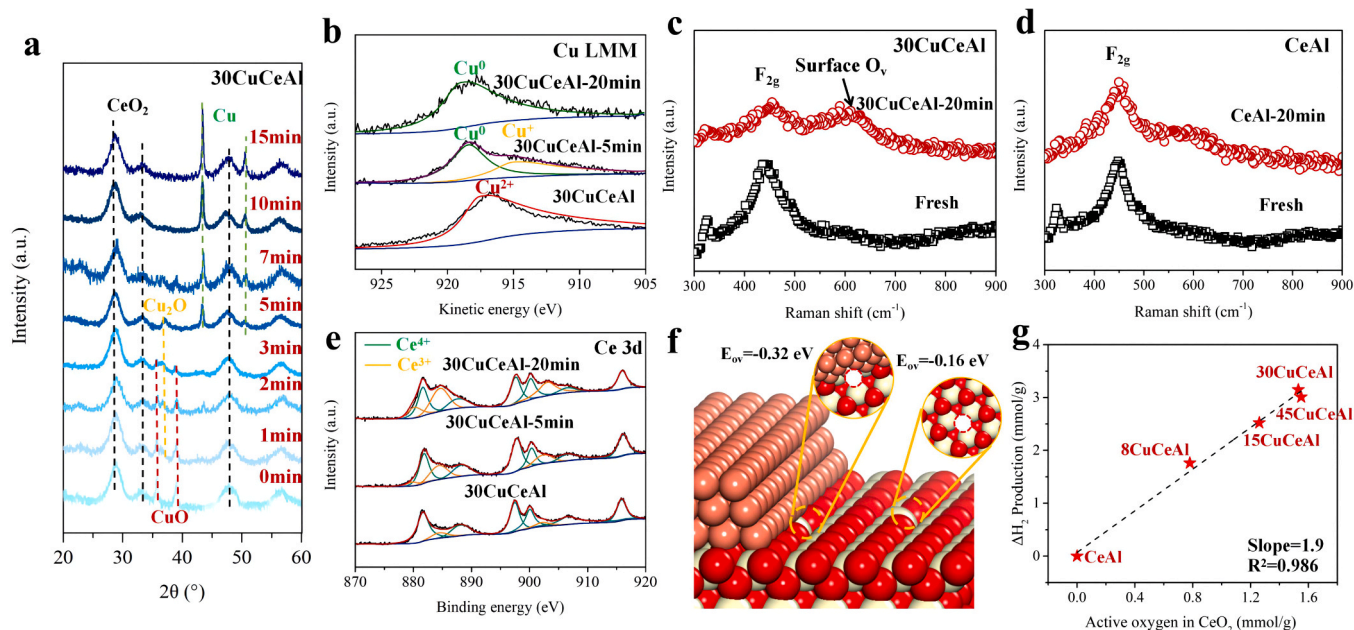 a
30CuCeAl
CeO₂
Cu
15min
10min
7min
Cu₂O
5min
3min
2min
1min
0min
CuO
Intensity (a.u.)
20 30 40 50 60
2θ (°)
b
Cu LMM
Cu⁰
30CuCeAl-20min
Cu⁰
Cu⁺
30CuCeAl-5min
30CuCeAl
Cu²⁺
Intensity (a.u.)
925 920 915 910 905
Kinetic energy (eV)
c
30CuCeAl
F₂g
Surface Oᵥ
30CuCeAl-20min
Fresh
Intensity (a.u.)
300 400 500 600 700 800 900
Raman shift (cm⁻¹)
d
CeAl
F₂g
CeAl-20min
Fresh
Intensity (a.u.)
300 400 500 600 700 800 900
Raman shift (cm⁻¹)
e
Ce 3d
Ce⁴⁺
Ce³⁺
30CuCeAl-20min
30CuCeAl-5min
30CuCeAl
Intensity (a.u.)
870 880 890 900 910 920
Binding energy (eV)
f
E_ov=-0.32 eV
E_ov=-0.16 eV
g
4
3
2
1
0
ΔH₂ Production (mmol/g)
30CuCeAl
45CuCeAl
15CuCeAl
8CuCeAl
CeAl
Slope=1.9
R²=0.986
0.0 0.4 0.8 1.2 1.6
Active oxygen in CeO₂ (mmol/g)